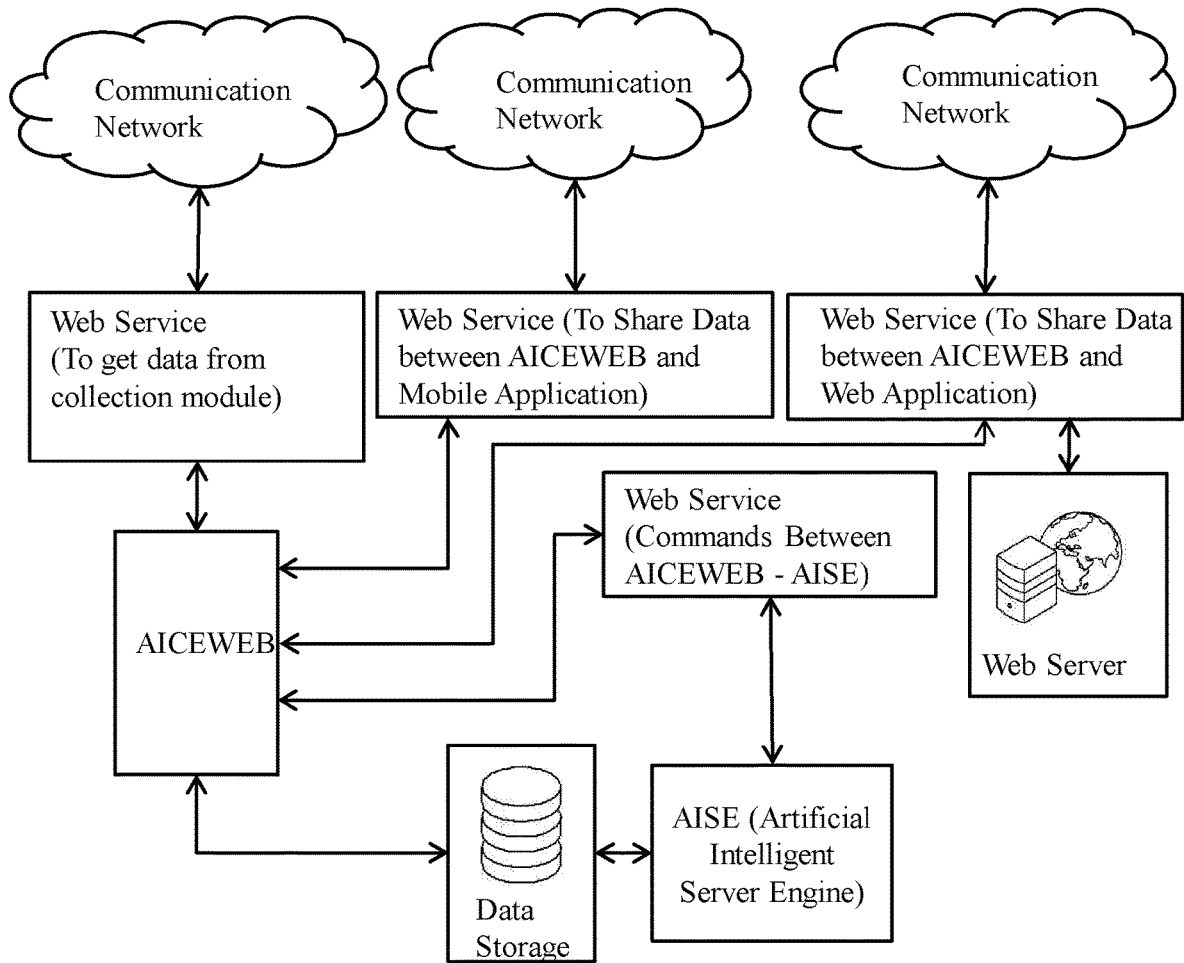 Communication
Network
Communication
Network
Communication
Network
Web Service
(To get data from
collection module)
Web Service (To Share Data
between AICEWEB and
Mobile Application)
Web Service (To Share Data
between AICEWEB and
Web Application)
Web Service
(Commands Between
AICEWEB - AISE)
AICEWEB
Web Server
Data
Storage
AISE (Artificial
Intelligent
Server Engine)